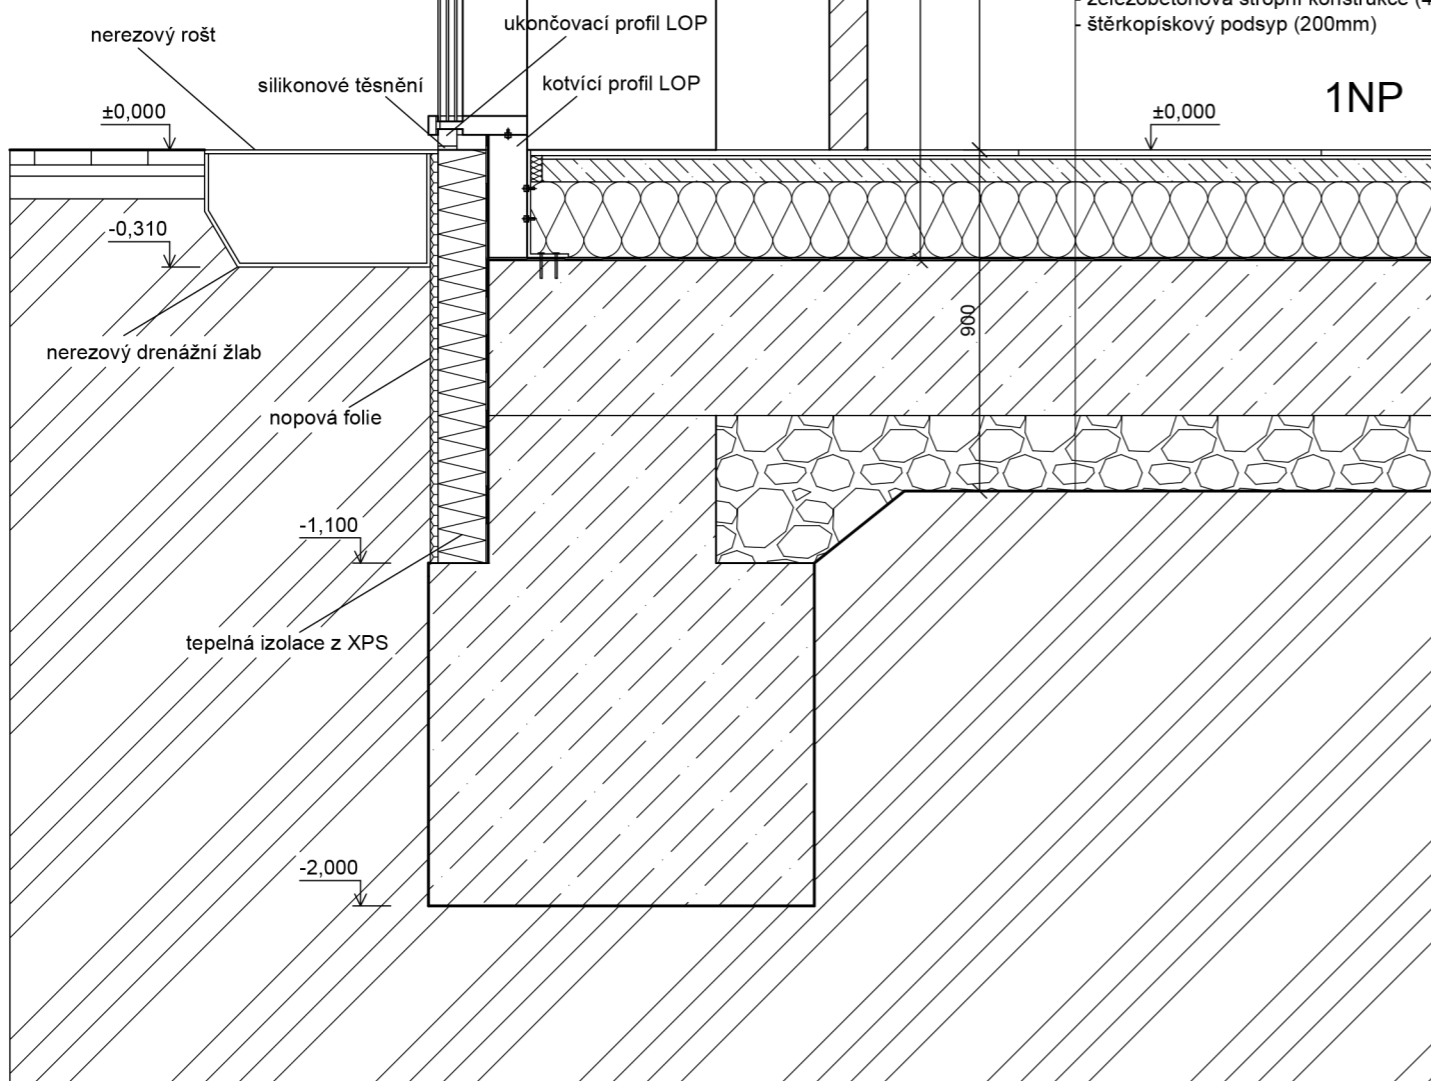 - železobetonová stropní konstrukce (4
- štěrkopískový podsyp (200mm)
ukončovací profil LOP
nerezový rošt
silikonové těsnění
kotvící profil LOP
1NP
±0,000
±0,000
-0,310
900
nerezový drenážní žlab
nopová folie
-1,100
tepelná izolace z XPS
-2,000